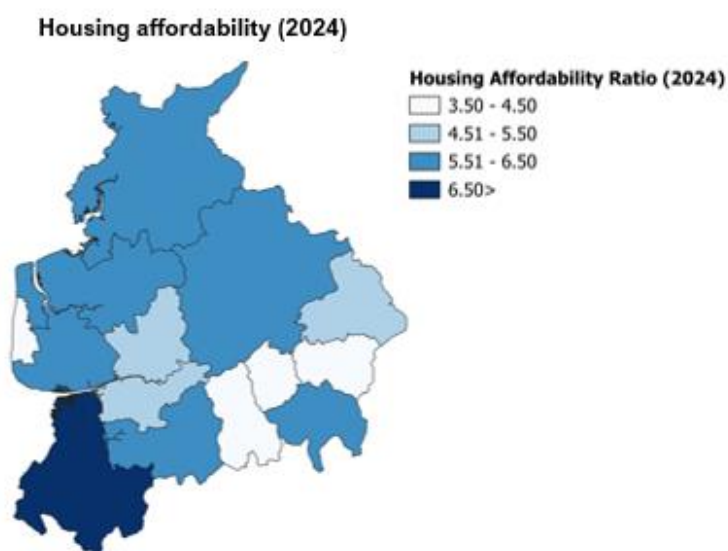 Housing affordability (2024)
Housing Affordability Ratio (2024)
3.50 - 4.50
4.51 - 5.50
5.51 - 6.50
6.50>